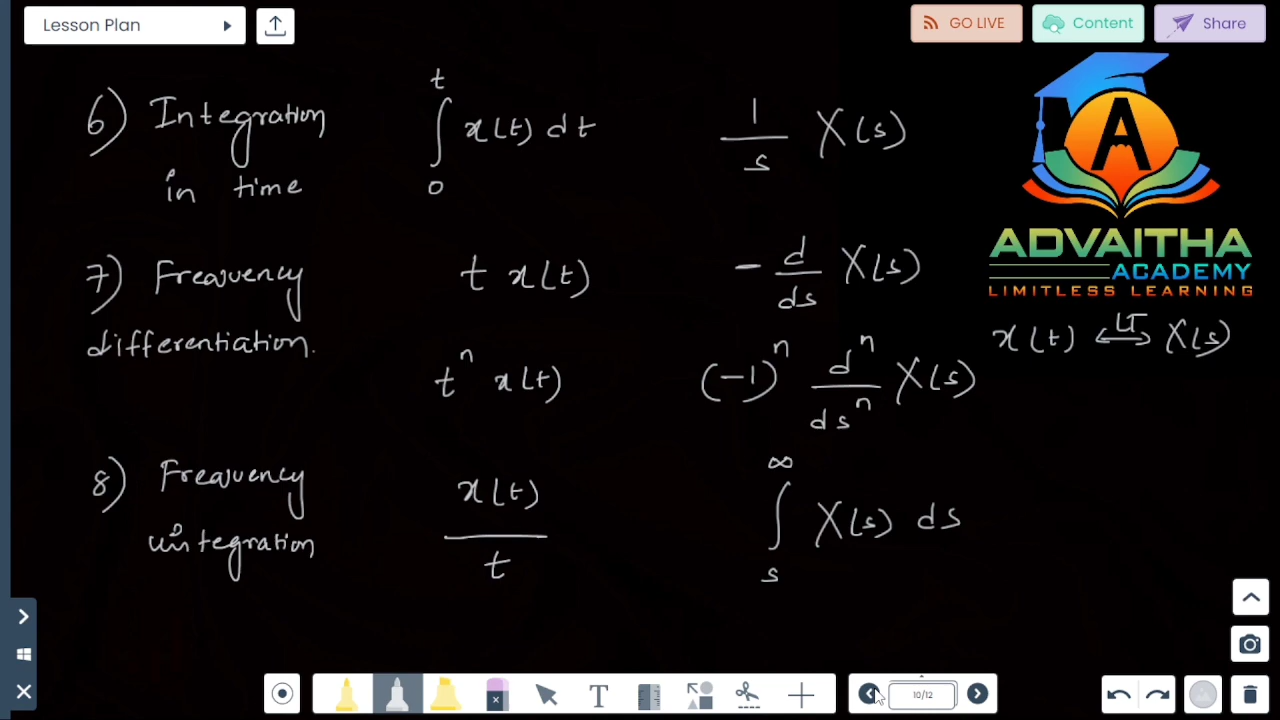 Lesson Plan
GO LIVE
Content
Share
6) Integration in time ∫₀ᵗ x(t) dt 1/s X(s)
ADVAITHA
ACADEMY
LIMITLESS LEARNING
7) Frequency differentiation. t x(t) - d/ds X(s)
x(t) ⟷ LT X(s)
tⁿ x(t) (-1)ⁿ dⁿ/dsⁿ X(s)
8) Frequency integration x(t)/t ∫ₛ^∞ X(s) ds
10/12